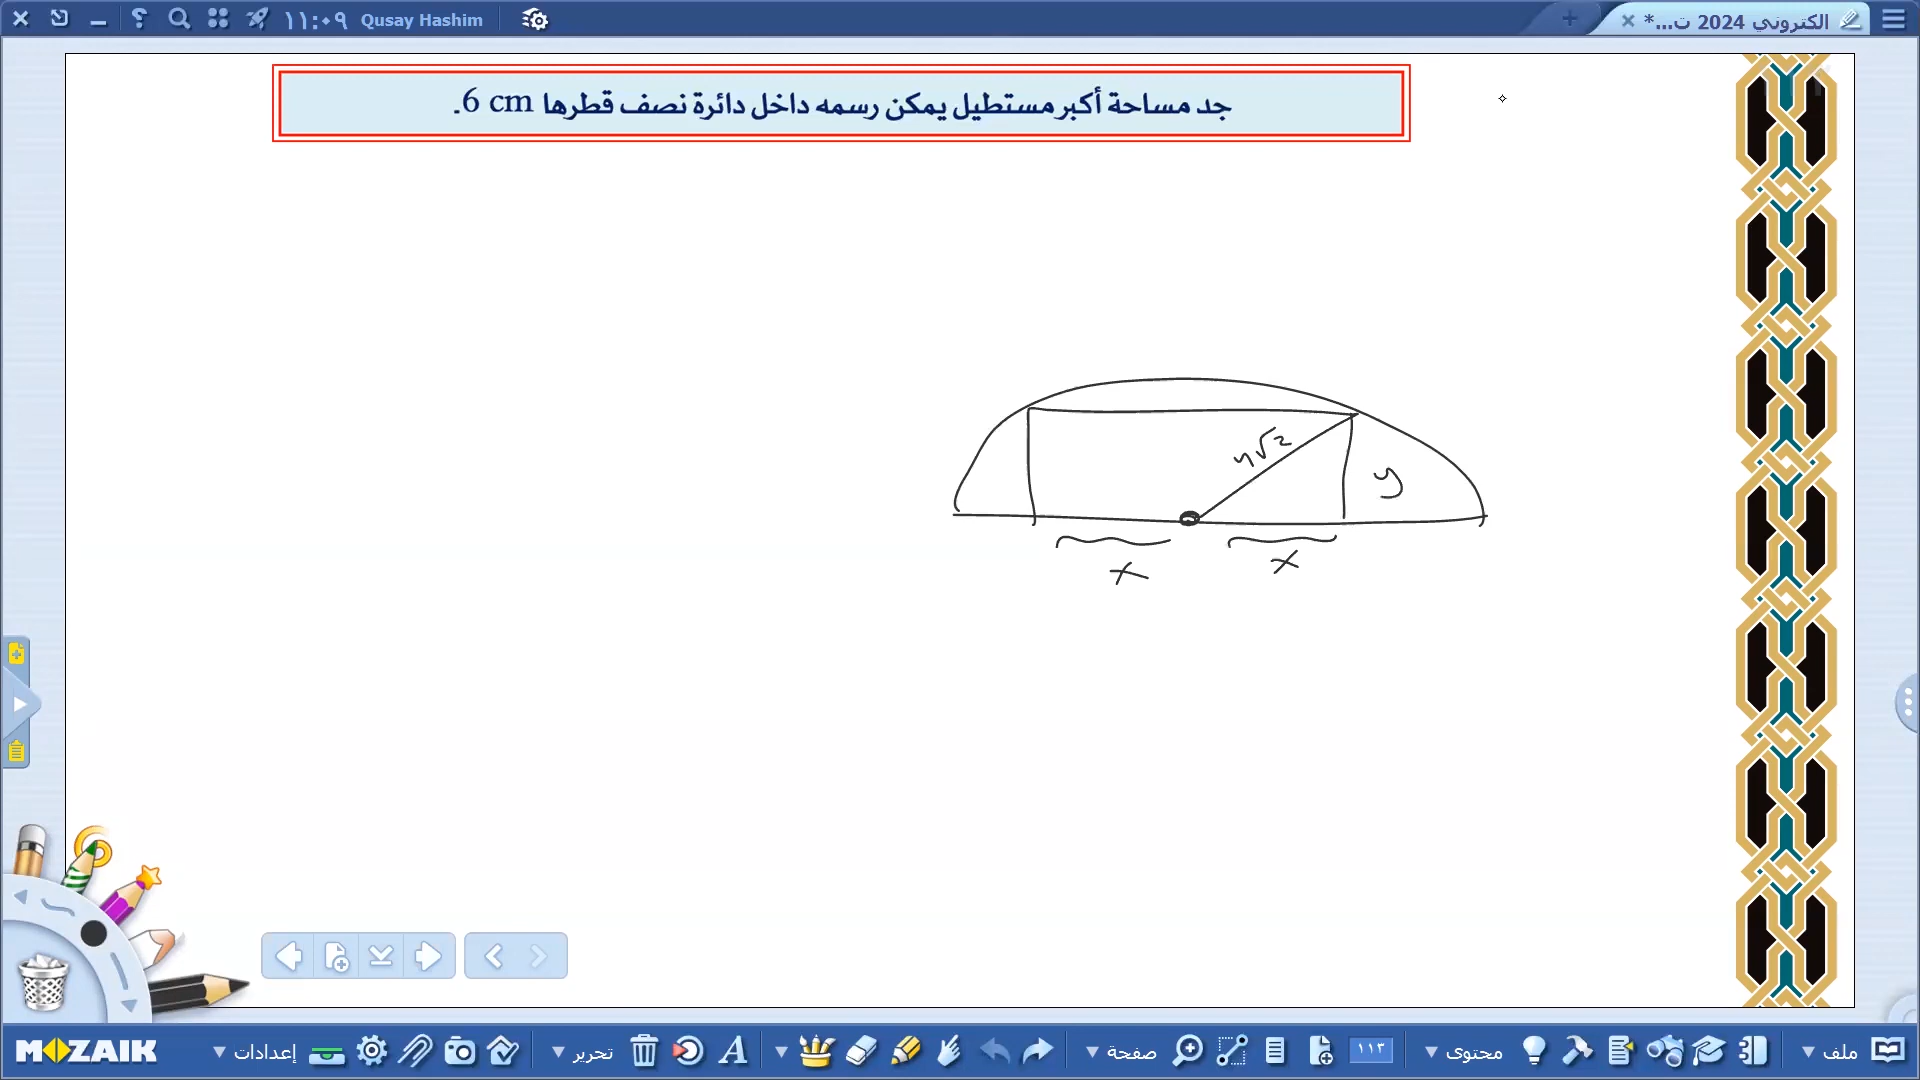 ١١:٠٩ Qusay Hashim
الكتروني 2024 ت...*
جد مساحة أكبر مستطيل يمكن رسمه داخل دائرة نصف قطرها 6 cm.
4√2
y
x
x
MOZAIK
إعدادات
تحرير
صفحة
١١٣
محتوى
ملف